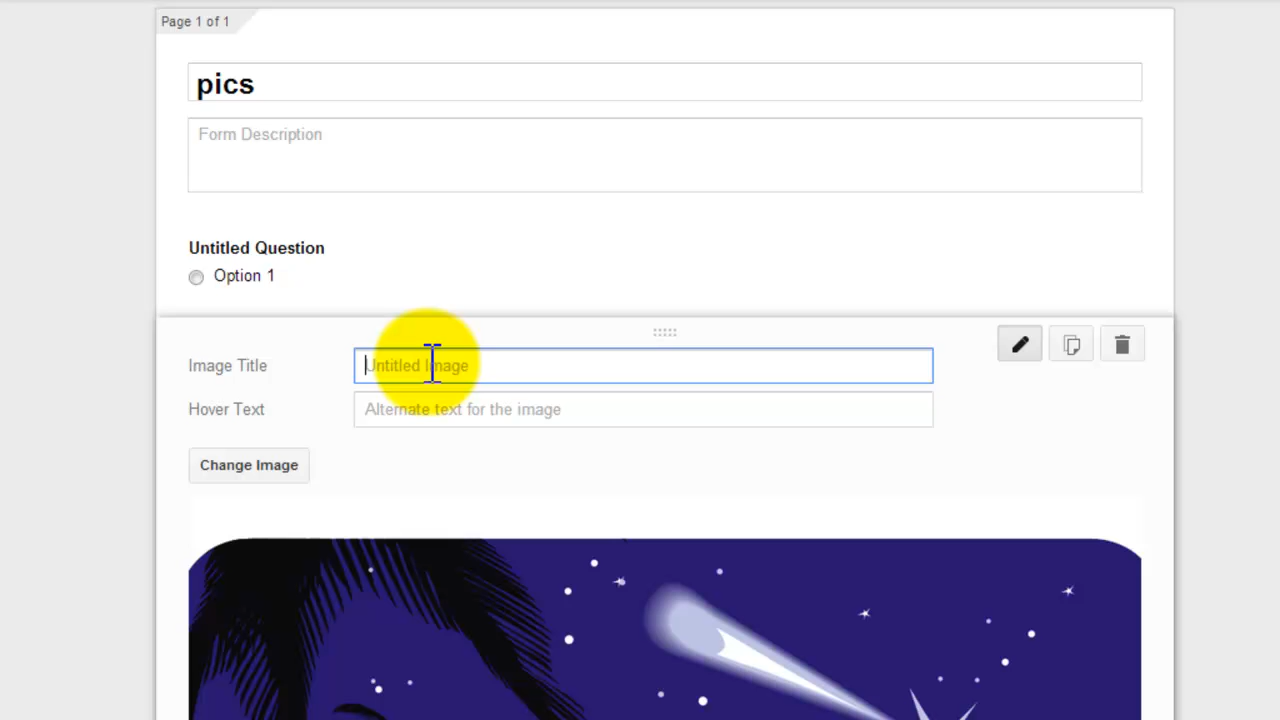 Page 1 of 1
pics
Form Description
Untitled Question
Option 1
Image Title
Untitled Image
Hover Text
Alternate text for the image
Change Image